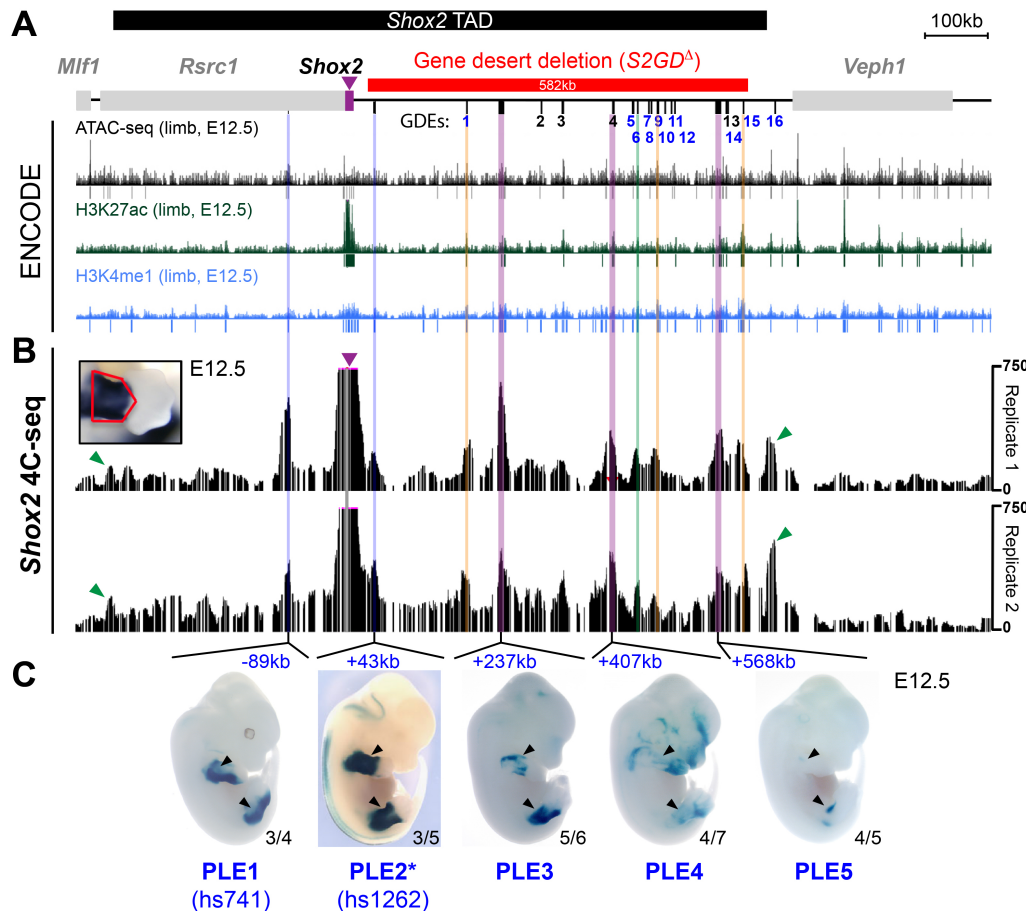 A
Shox2 TAD
100kb
Mlf1 Rsrc1 Shox2 Gene desert deletion (S2GDΔ) Veph1
582kb
GDEs: 1 2 3 4 5 7 9 11 13 15 16
6 8 10 12 14
ENCODE
ATAC-seq (limb, E12.5)
H3K27ac (limb, E12.5)
H3K4me1 (limb, E12.5)
B
Shox2 4C-seq
E12.5
750
Replicate 1
0
750
Replicate 2
0
-89kb +43kb +237kb +407kb +568kb
C
E12.5
3/4 3/5 5/6 4/7 4/5
PLE1 PLE2* PLE3 PLE4 PLE5
(hs741) (hs1262)